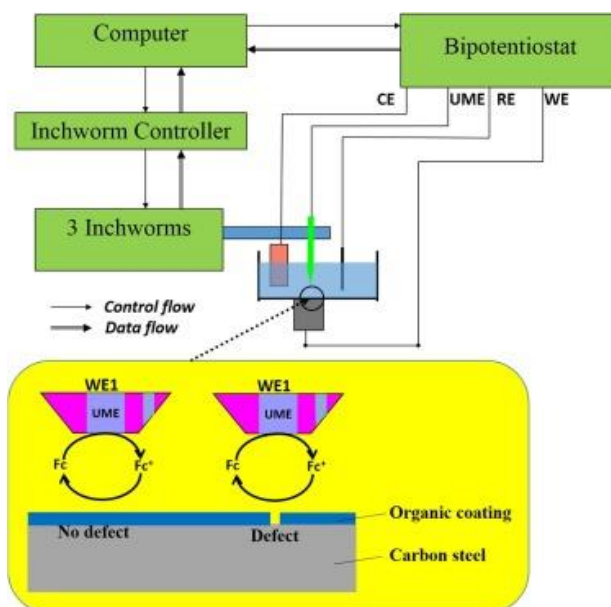 Computer
Bipotentiostat
CE
UME
RE
WE
Inchworm Controller
3 Inchworms
Control flow
Data flow
WE1
WE1
UME
UME
Fc
Fc+
Fc
Fc+
Organic coating
No defect
Defect
Carbon steel